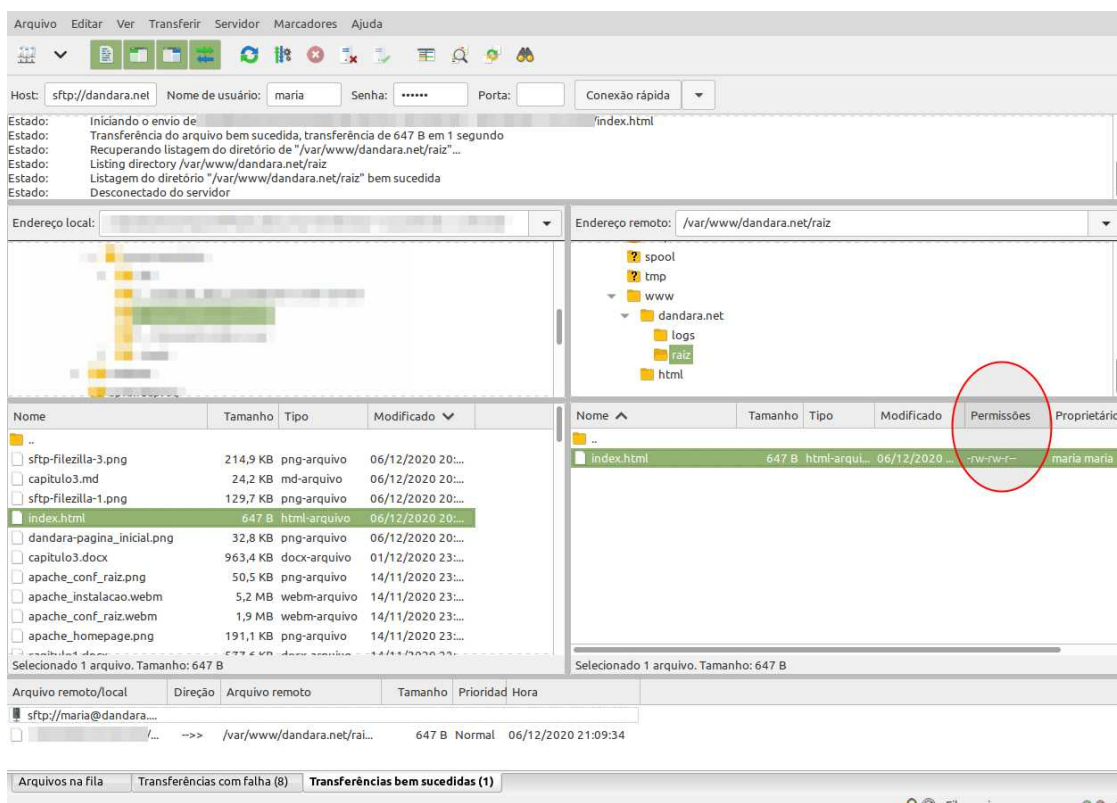 Arquivo Editar Ver Transferir Servidor Marcadores Ajuda
Host: sftp://dandara.net Nome de usuário: maria Senha: •••••• Porta: Conexão rápida
Estado: Iniciando o envio de /index.html
Estado: Transferência do arquivo bem sucedida, transferência de 647 B em 1 segundo
Estado: Recuperando listagem do diretório de "/var/www/dandara.net/raiz"...
Estado: Listing directory /var/www/dandara.net/raiz
Estado: Listagem do diretório "/var/www/dandara.net/raiz" bem sucedida
Estado: Desconectado do servidor
Endereço local:
Endereço remoto: /var/www/dandara.net/raiz
spool
tmp
www
dandara.net
logs
raiz
html
Nome Tamanho Tipo Modificado
..
sftp-filezilla-3.png 214,9 KB png-arquivo 06/12/2020 20:...
capitulo3.md 24,2 KB md-arquivo 06/12/2020 20:...
sftp-filezilla-1.png 129,7 KB png-arquivo 06/12/2020 20:...
index.html 647 B html-arquivo 06/12/2020 20:...
dandara-pagina_inicial.png 32,8 KB png-arquivo 06/12/2020 20:...
capitulo3.docx 963,4 KB docx-arquivo 01/12/2020 23:...
apache_conf_raiz.png 50,5 KB png-arquivo 14/11/2020 23:...
apache_instalacao.webm 5,2 MB webm-arquivo 14/11/2020 23:...
apache_conf_raiz.webm 1,9 MB webm-arquivo 14/11/2020 23:...
apache_homepage.png 191,1 KB png-arquivo 14/11/2020 23:...
Selecionado 1 arquivo. Tamanho: 647 B
Nome Tamanho Tipo Modificado Permissões Proprietário
..
index.html 647 B html-arqui... 06/12/2020 ... -rw-rw-r-- maria maria
Selecionado 1 arquivo. Tamanho: 647 B
Arquivo remoto/local Direção Arquivo remoto Tamanho Prioridad Hora
sftp://maria@dandara....
/... -->> /var/www/dandara.net/rai... 647 B Normal 06/12/2020 21:09:34
Arquivos na fila Transferências com falha (8) Transferências bem sucedidas (1)